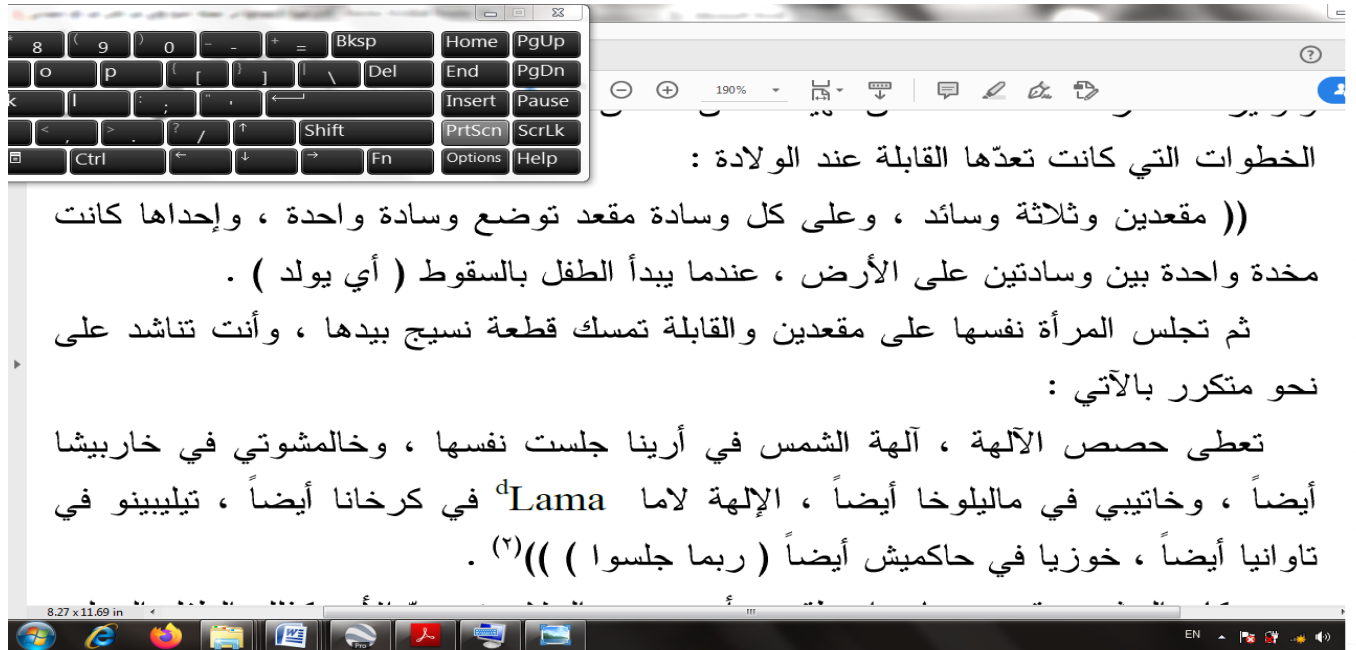 * 8 ( 9 ) 0 - - + = Bksp Home PgUp
o p { [ } ] | \ Del End PgDn
k l : ; " ' Insert Pause
< , > . ? / ↑ Shift PrtScn ScrLk
Ctrl ← ↓ → Fn Options Help
190%
الخطوات التي كانت تعدّها القابلة عند الولادة :
(( مقعدين وثلاثة وسائد ، وعلى كل وسادة مقعد توضع وسادة واحدة ، وإحداها كانت
مخدة واحدة بين وسادتين على الأرض ، عندما يبدأ الطفل بالسقوط ( أي يولد ) .
ثم تجلس المرأة نفسها على مقعدين والقابلة تمسك قطعة نسيج بيدها ، وأنت تناشد على
نحو متكرر بالآتي :
تعطى حصص الآلهة ، آلهة الشمس في أرينا جلست نفسها ، وخالمشوتي في خاربيشا
أيضاً ، وخاتيبي في ماليلوخا أيضاً ، الإلهة لاما dLama في كرخانا أيضاً ، تيليبينو في
تاوانيا أيضاً ، خوزيا في حاكميش أيضاً ( ربما جلسوا ) ))(٢) .
8.27 x 11.69 in
Pro
EN